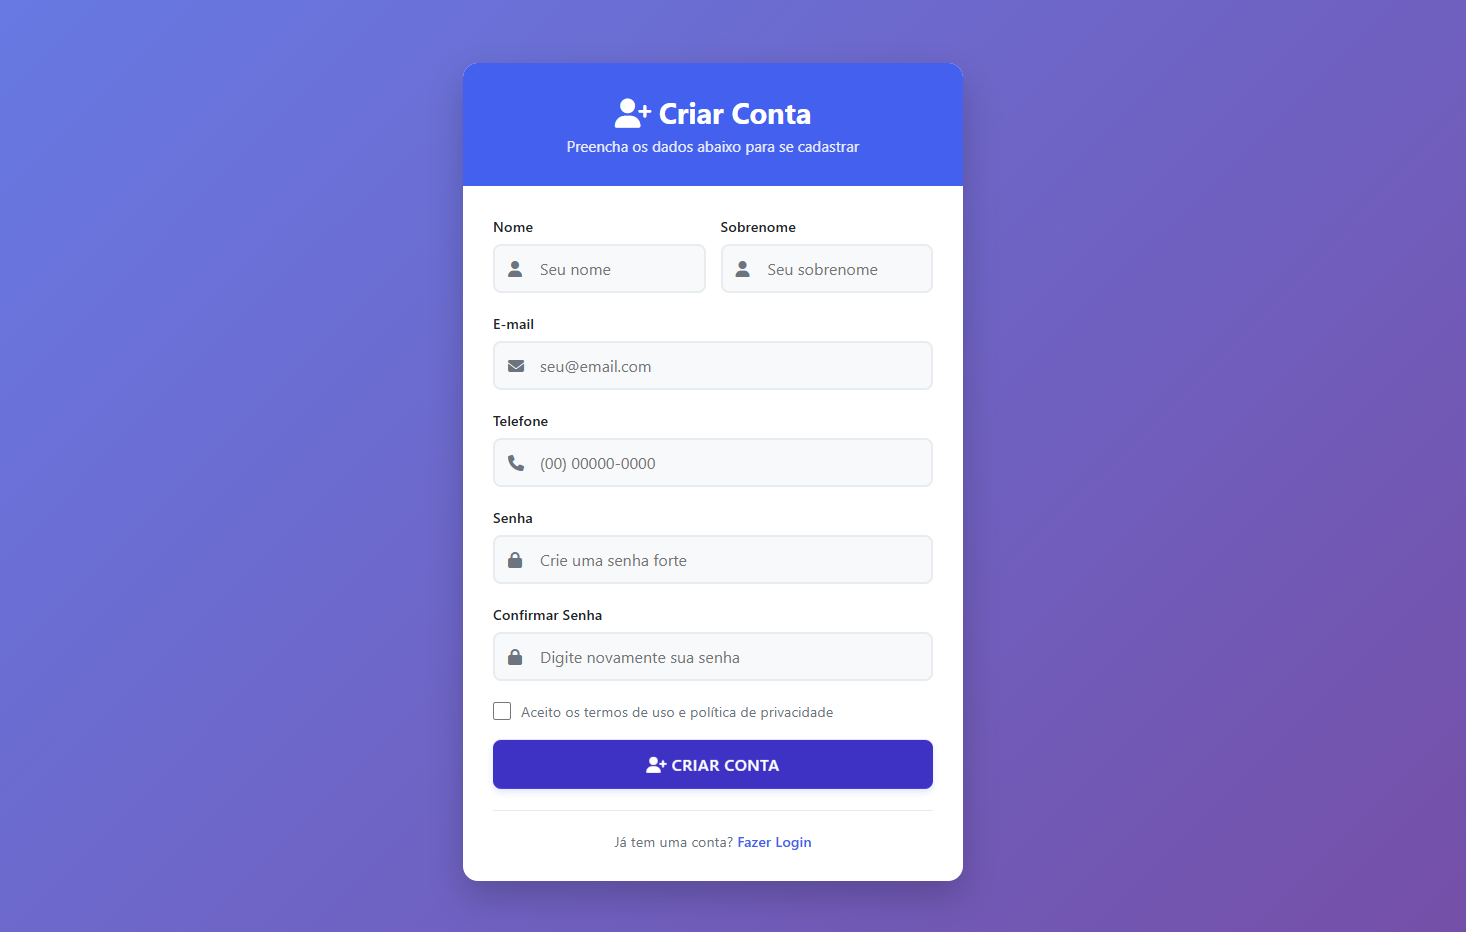 Criar Conta
Preencha os dados abaixo para se cadastrar
Nome
Sobrenome
Seu nome
Seu sobrenome
E-mail
seu@email.com
Telefone
(00) 00000-0000
Senha
Crie uma senha forte
Confirmar Senha
Digite novamente sua senha
Aceito os termos de uso e política de privacidade
CRIAR CONTA
Já tem uma conta? Fazer Login